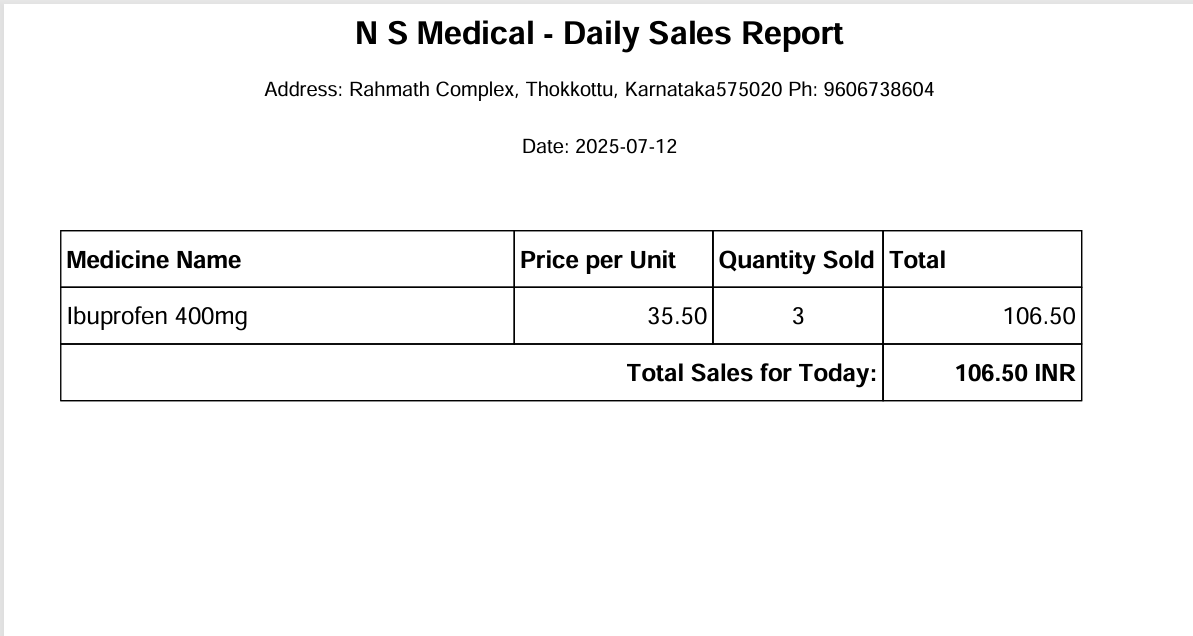 N S Medical - Daily Sales Report
Address: Rahmath Complex, Thokkottu, Karnataka575020 Ph: 9606738604
Date: 2025-07-12
Medicine Name Price per Unit Quantity Sold Total
Ibuprofen 400mg 35.50 3 106.50
Total Sales for Today: 106.50 INR